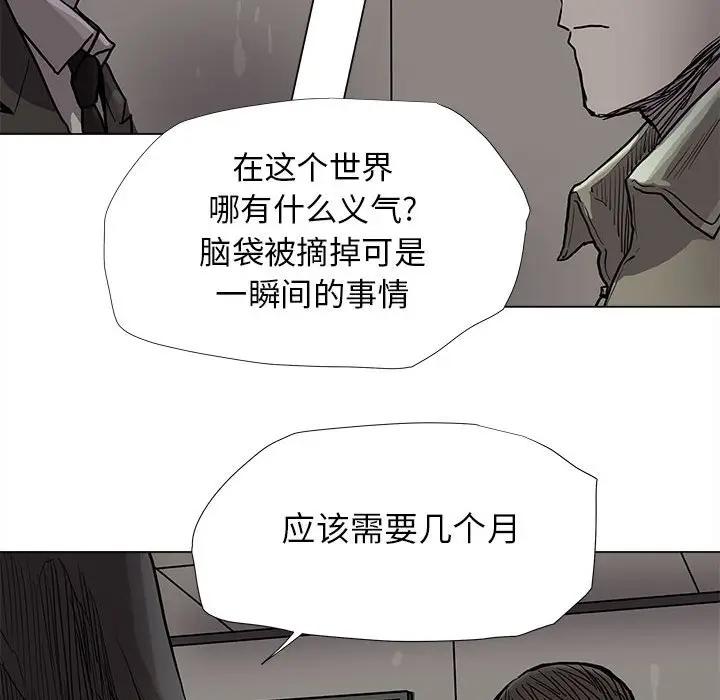 在这个世界
哪有什么义气?
脑袋被摘掉可是
一瞬间的事情
应该需要几个月